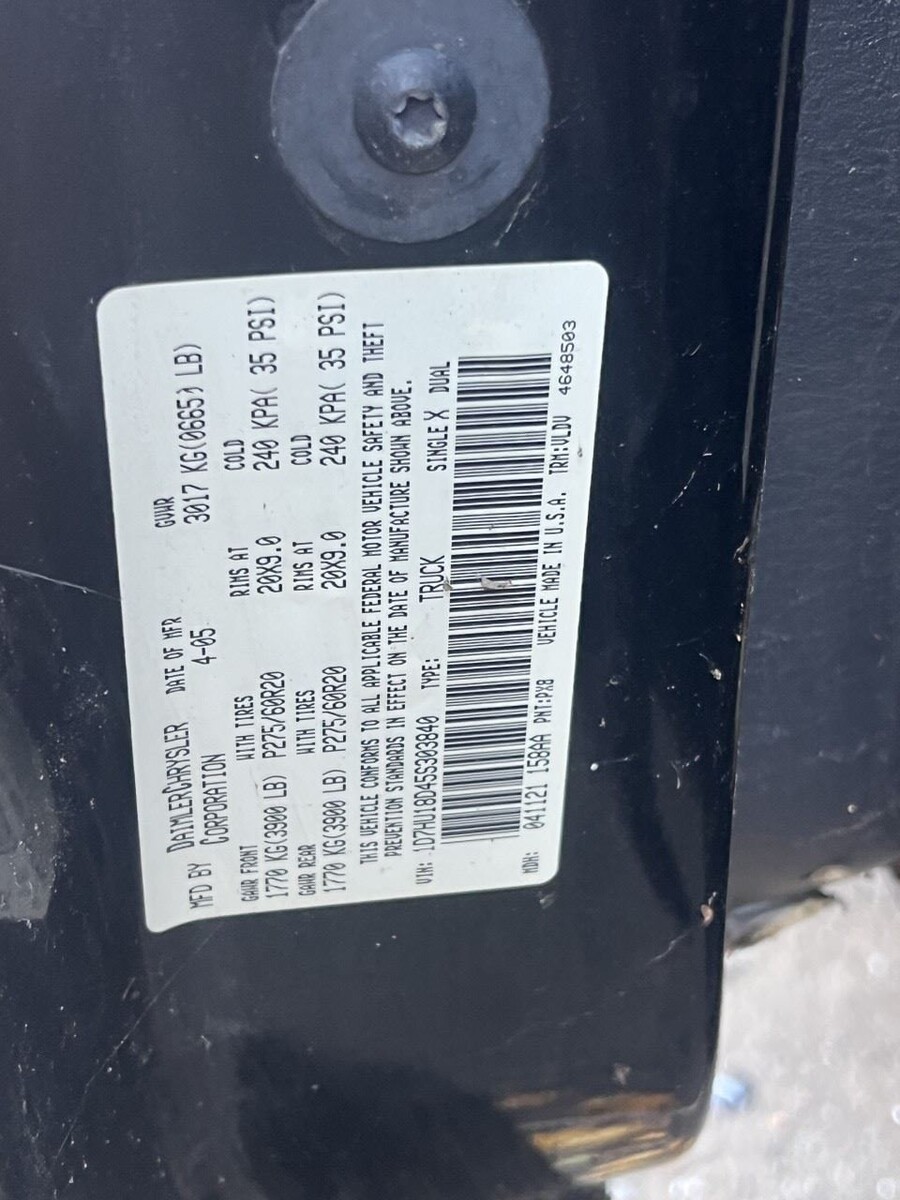 MFD BY DAIMLERCHRYSLER CORPORATION DATE OF MFR 4-05 GVWR 3017 KG(06650 LB)
GAWR FRONT WITH TIRES RIMS AT COLD
1770 KG(3900 LB) P275/60R20 20X9.0 240 KPA( 35 PSI)
GAWR REAR WITH TIRES RIMS AT COLD
1770 KG(3900 LB) P275/60R20 20X9.0 240 KPA( 35 PSI)
THIS VEHICLE CONFORMS TO ALL APPLICABLE FEDERAL MOTOR VEHICLE SAFETY AND THEFT
PREVENTION STANDARDS IN EFFECT ON THE DATE OF MANUFACTURE SHOWN ABOVE.
VIN: 1D7HU18D45S303840 TYPE: TRUCK SINGLE X DUAL
MDH: 041121 158AA PNT:PXB VEHICLE MADE IN U.S.A. TRM:VLDV 4648503